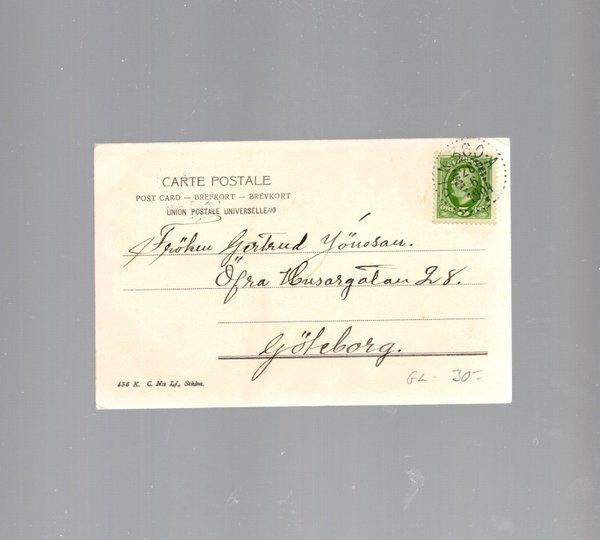 CARTE POSTALE
POST CARD — BREFKORT — BREVKORT
UNION POSTALE UNIVERSELLE
Fröken Gertrud Jönsson.
Öfra Husargatan 28.
Göteborg.
GL - 30-